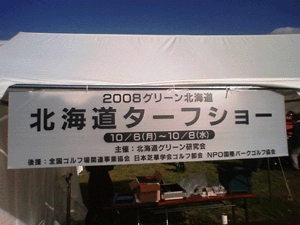 2008グリーン北海道
北海道ターフショー
10/6(月)〜10/8(水)
主催：北海道グリーン研究会
後援：全国ゴルフ場関連事業協会 日本芝草学会ゴルフ部会 NPO国際パークゴルフ協会